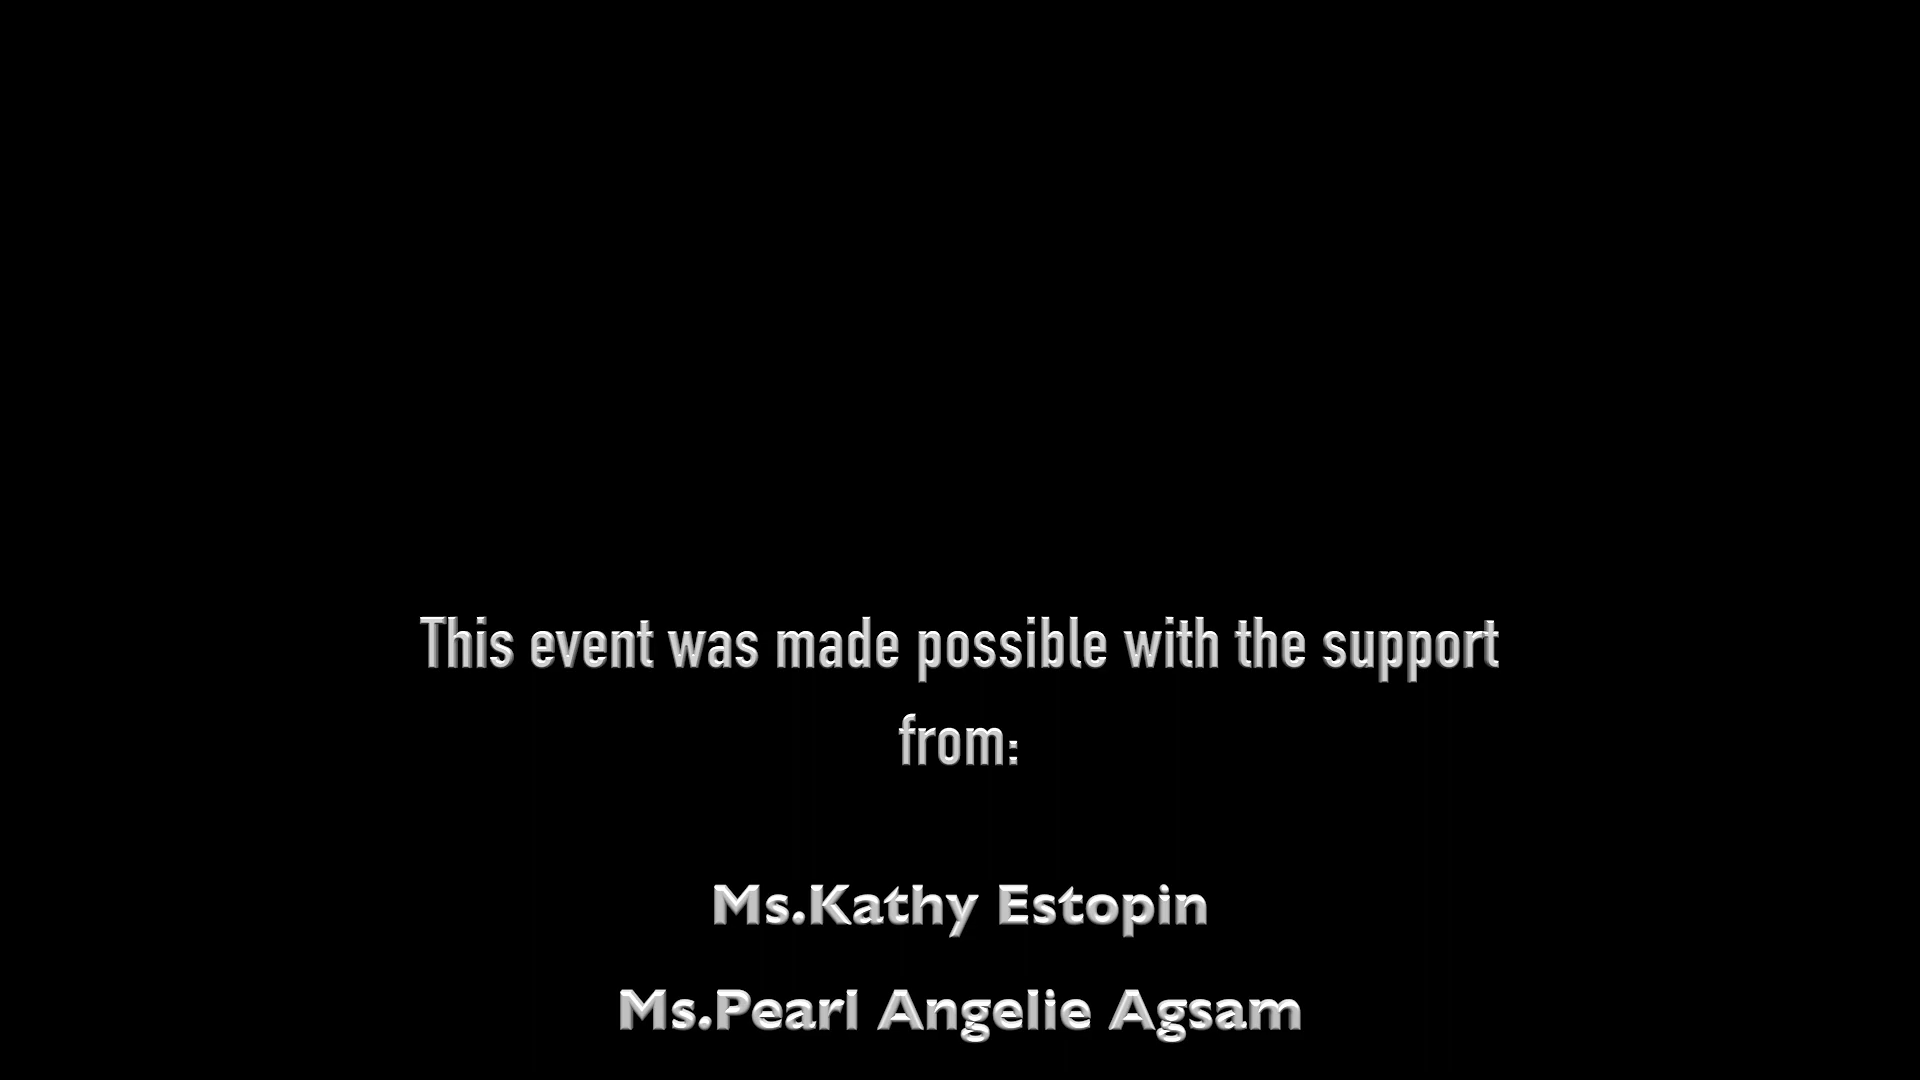 This event was made possible with the support
from:
Ms.Kathy Estopin
Ms.Pearl Angelie Agsam